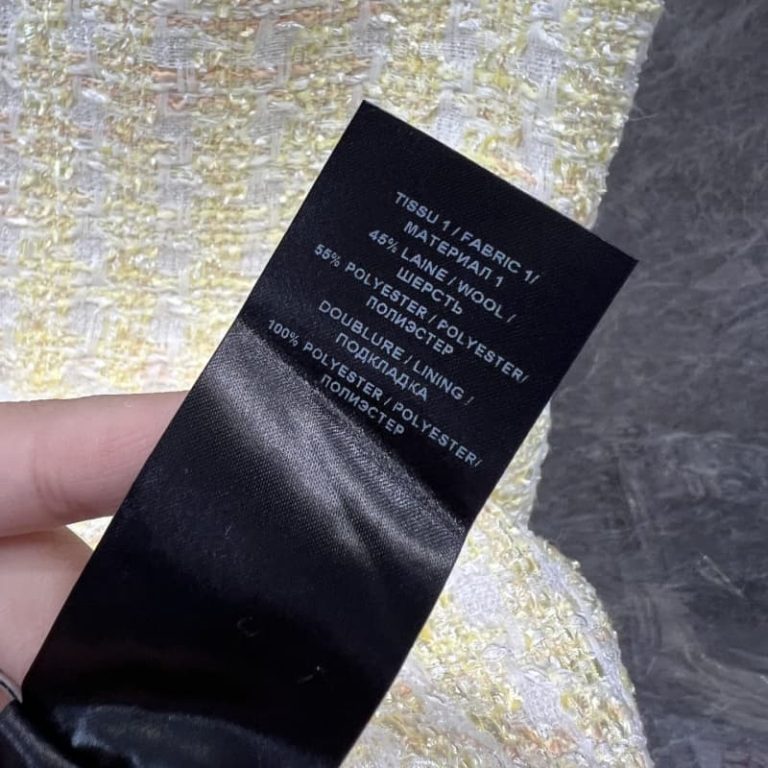 TISSU 1 / FABRIC 1/
МАТЕРИАЛ 1
45% LAINE / WOOL /
ШЕРСТЬ
55% POLYESTER / POLYESTER/
ПОЛИЭСТЕР
DOUBLURE / LINING /
ПОДКЛАДКА
100% POLYESTER / POLYESTER/
ПОЛИЭСТЕР